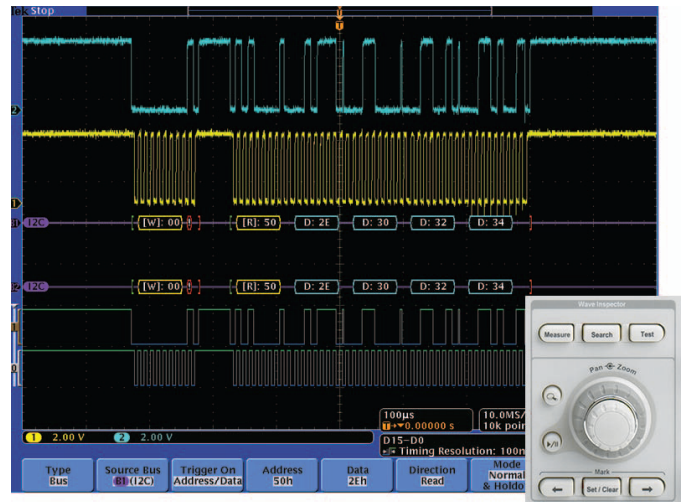 Tek Stop
2
1
B1 I2C [W]: 00 ! [R]: 50 D: 2E D: 30 D: 32 D: 34
B2 I2C [W]: 00 ! [R]: 50 D: 2E D: 30 D: 32 D: 34
1
0
100µs
0.00000 s
10.0MS/
10k poin
1 2.00 V 2 2.00 V
D15-D0
Timing Resolution: 100n
Type
Bus
Source Bus
B1 (I2C)
Trigger On
Address/Data
Address
50h
Data
2Eh
Direction
Read
Mode
Normal
& Holdo
Wave Inspector
Measure Search Test
Pan Zoom
Mark
Set / Clear